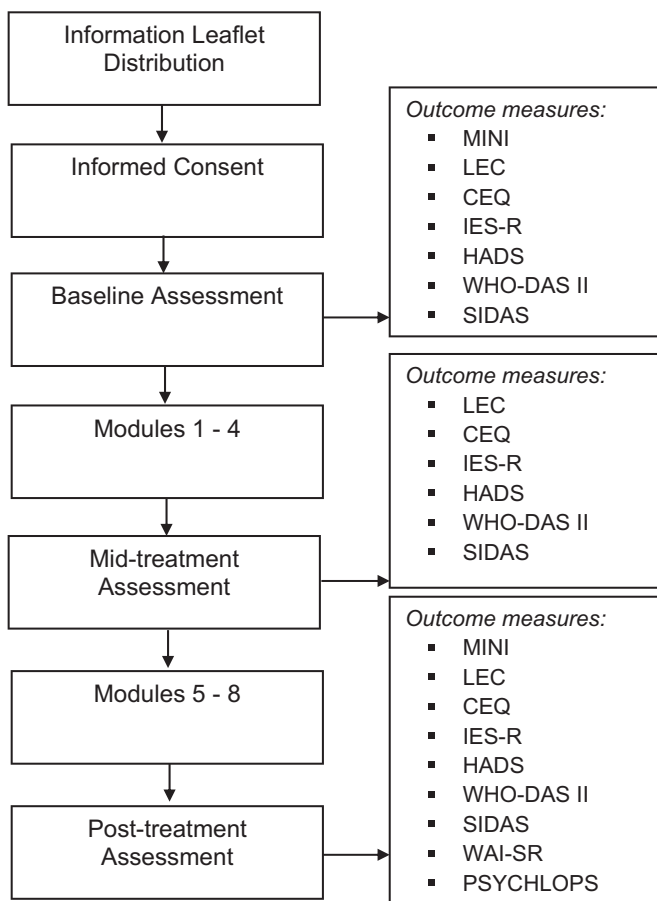 Information Leaflet
Distribution
Informed Consent
Baseline Assessment
Outcome measures:
▪ MINI
▪ LEC
▪ CEQ
▪ IES-R
▪ HADS
▪ WHO-DAS II
▪ SIDAS
Modules 1 - 4
Mid-treatment
Assessment
Outcome measures:
▪ LEC
▪ CEQ
▪ IES-R
▪ HADS
▪ WHO-DAS II
▪ SIDAS
Modules 5 - 8
Post-treatment
Assessment
Outcome measures:
▪ MINI
▪ LEC
▪ CEQ
▪ IES-R
▪ HADS
▪ WHO-DAS II
▪ SIDAS
▪ WAI-SR
▪ PSYCHLOPS